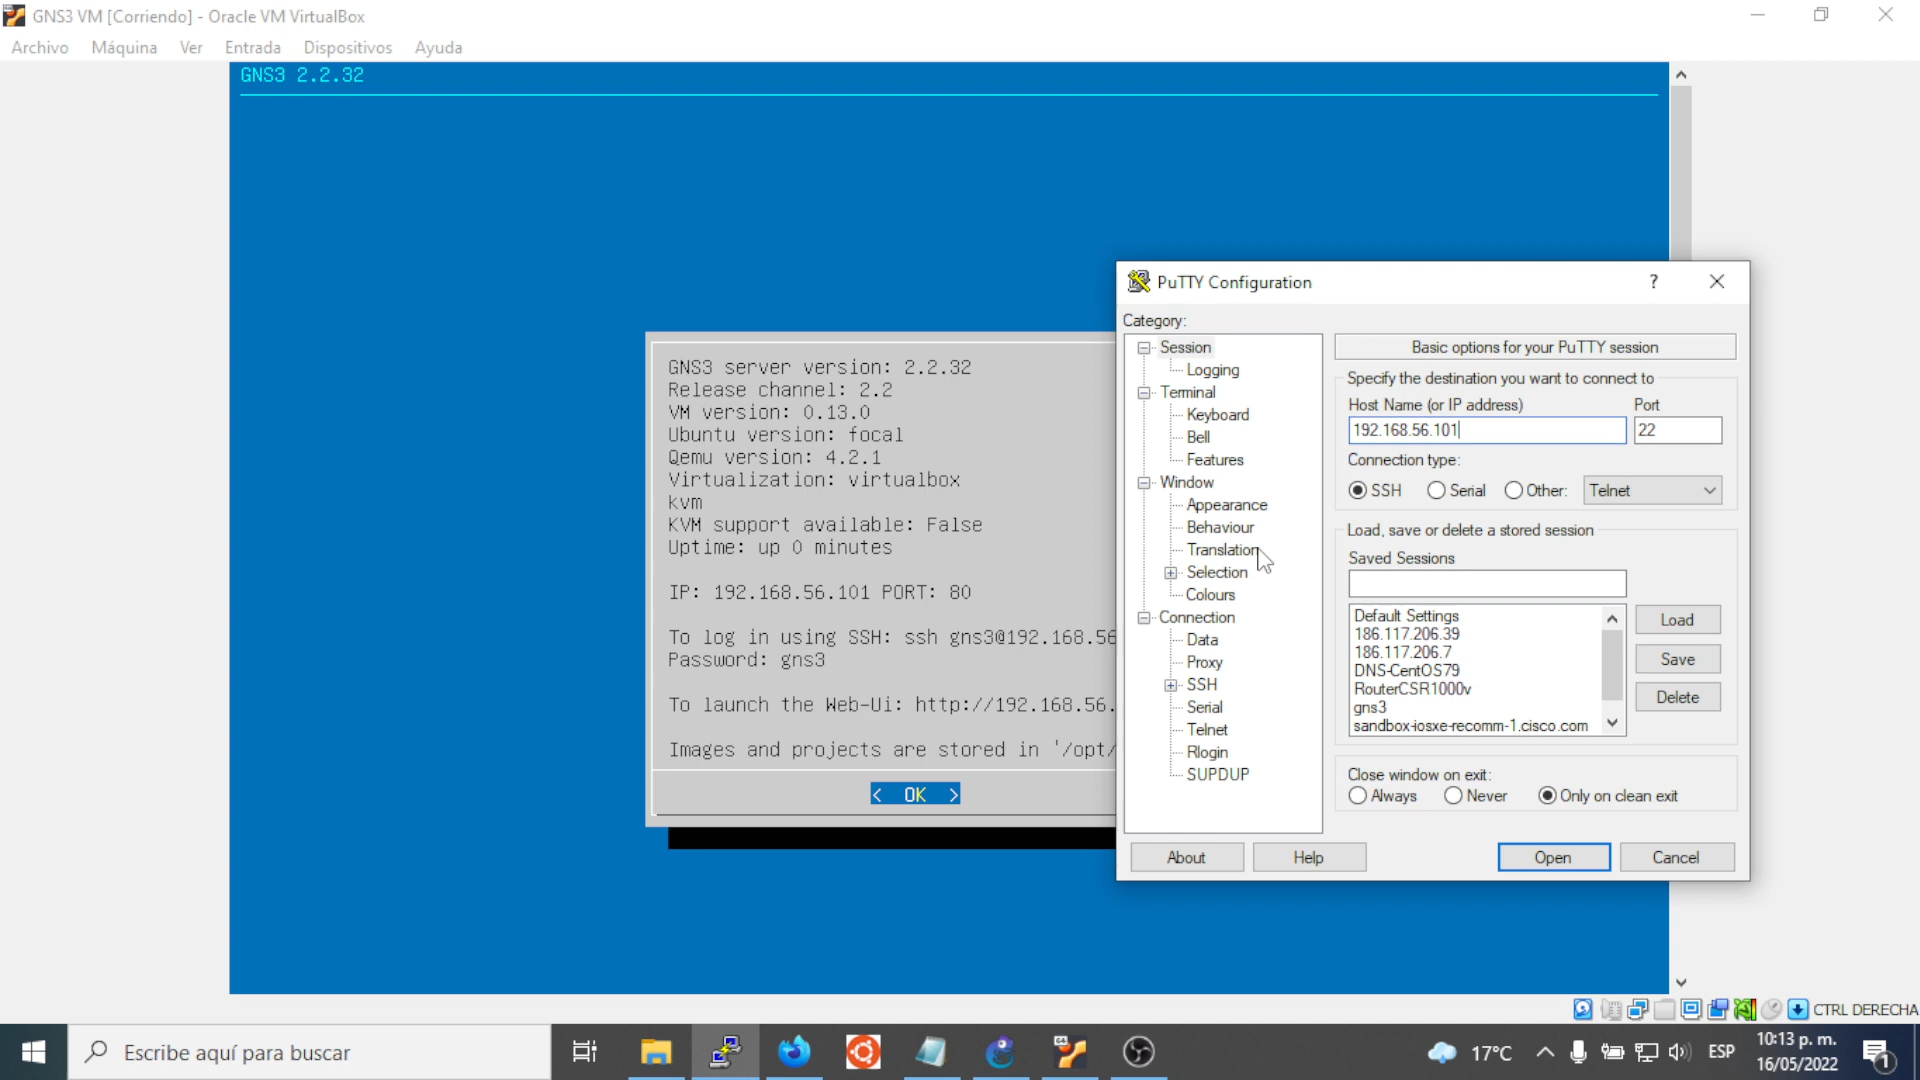 GNS3 VM [Corriendo] - Oracle VM VirtualBox
Archivo Máquina Ver Entrada Dispositivos Ayuda
GNS3 2.2.32
GNS3 server version: 2.2.32
Release channel: 2.2
VM version: 0.13.0
Ubuntu version: focal
Qemu version: 4.2.1
Virtualization: virtualbox
kvm
KVM support available: False
Uptime: up 0 minutes
IP: 192.168.56.101 PORT: 80
To log in using SSH: ssh gns3@192.168.56
Password: gns3
To launch the Web-Ui: http://192.168.56.
Images and projects are stored in '/opt/
< OK >
PuTTY Configuration
?
Category:
Session
Logging
Terminal
Keyboard
Bell
Features
Window
Appearance
Behaviour
Translation
Selection
Colours
Connection
Data
Proxy
SSH
Serial
Telnet
Rlogin
SUPDUP
Basic options for your PuTTY session
Specify the destination you want to connect to
Host Name (or IP address) Port
192.168.56.101 22
Connection type:
SSH Serial Other: Telnet
Load, save or delete a stored session
Saved Sessions
Default Settings
186.117.206.39
186.117.206.7
DNS-CentOS79
RouterCSR1000v
gns3
sandbox-iosxe-recomm-1.cisco.com
Load
Save
Delete
Close window on exit:
Always Never Only on clean exit
About Help Open Cancel
CTRL DERECHA
Escribe aquí para buscar
64
17°C
ESP
10:13 p. m.
16/05/2022
1